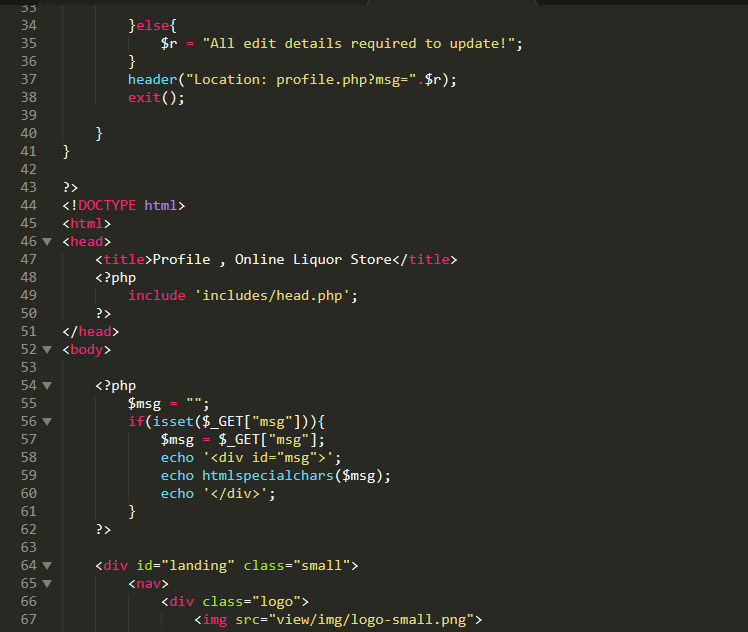 33
34 }else{
35 $r = "All edit details required to update!";
36 }
37 header("Location: profile.php?msg=".$r);
38 exit();
39
40 }
41 }
42
43 ?>
44 <!DOCTYPE html>
45 <html>
46 <head>
47 <title>Profile , Online Liquor Store</title>
48 <?php
49 include 'includes/head.php';
50 ?>
51 </head>
52 <body>
53
54 <?php
55 $msg = "";
56 if(isset($_GET["msg"])){
57 $msg = $_GET["msg"];
58 echo '<div id="msg">';
59 echo htmlspecialchars($msg);
60 echo '</div>';
61 }
62 ?>
63
64 <div id="landing" class="small">
65 <nav>
66 <div class="logo">
67 <img src="view/img/logo-small.png">